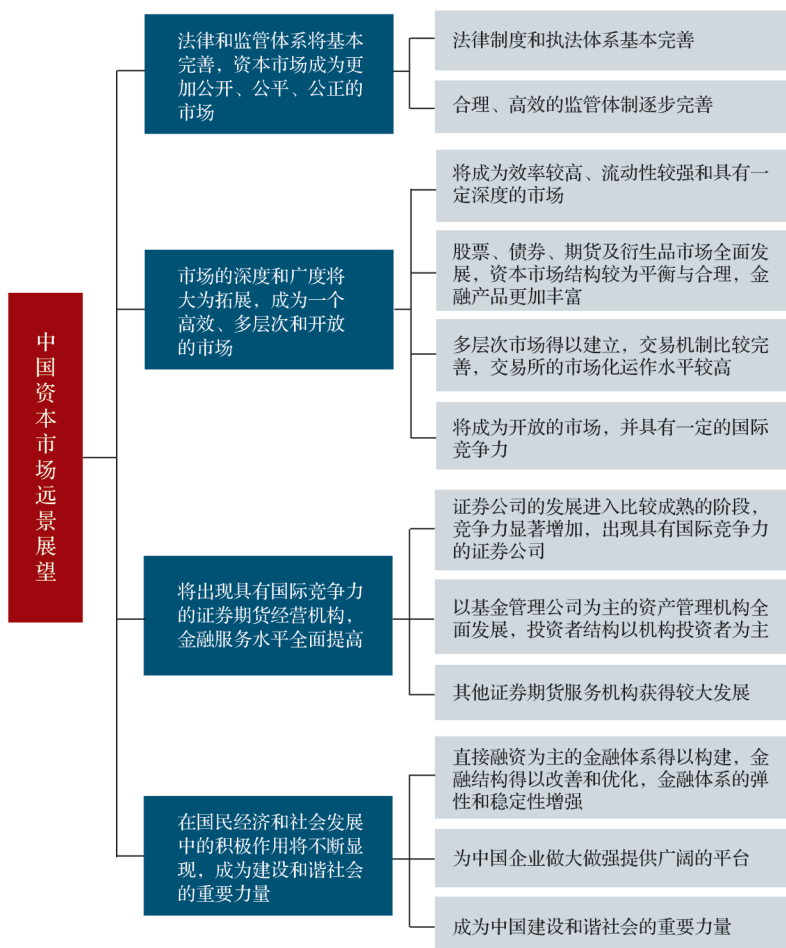 中国资本市场远景展望
法律和监管体系将基本
完善，资本市场成为更
加公开、公平、公正的
市场
法律制度和执法体系基本完善
合理、高效的监管体制逐步完善
市场的深度和广度将
大为拓展，成为一个
高效、多层次和开放
的市场
将成为效率较高、流动性较强和具有一
定深度的市场
股票、债券、期货及衍生品市场全面发
展，资本市场结构较为平衡与合理，金
融产品更加丰富
多层次市场得以建立，交易机制比较完
善，交易所的市场化运作水平较高
将成为开放的市场，并具有一定的国际
竞争力
将出现具有国际竞争力
的证券期货经营机构，
金融服务水平全面提高
证券公司的发展进入比较成熟的阶段，
竞争力显著增加，出现具有国际竞争力
的证券公司
以基金管理公司为主的资产管理机构全
面发展，投资者结构以机构投资者为主
其他证券期货服务机构获得较大发展
在国民经济和社会发展
中的积极作用将不断显
现，成为建设和谐社会
的重要力量
直接融资为主的金融体系得以构建，金
融结构得以改善和优化，金融体系的弹
性和稳定性增强
为中国企业做大做强提供广阔的平台
成为中国建设和谐社会的重要力量